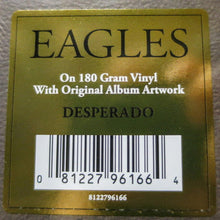 EAGLES
On 180 Gram Vinyl
With Original Album Artwork
DESPERADO
0 81227 96166 4
8122796166